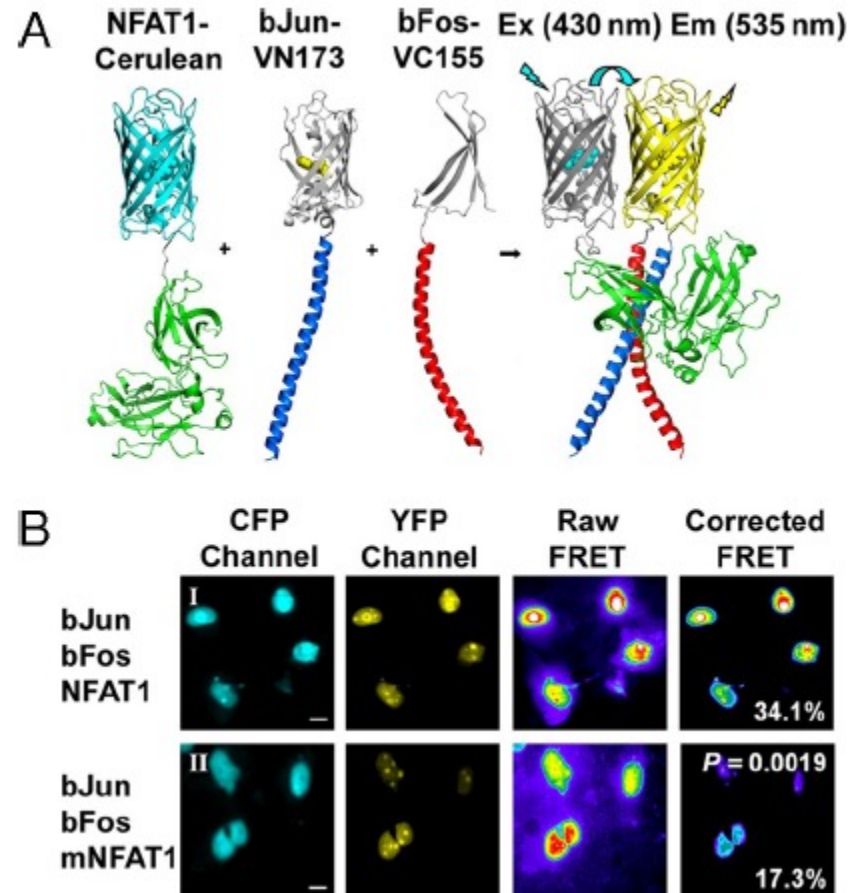 A
NFAT1-
Cerulean
bJun-
VN173
bFos-
VC155
Ex (430 nm) Em (535 nm)
+
+
B
CFP
Channel
YFP
Channel
Raw
FRET
Corrected
FRET
bJun
bFos
NFAT1
I
34.1%
bJun
bFos
mNFAT1
II
P = 0.0019
17.3%